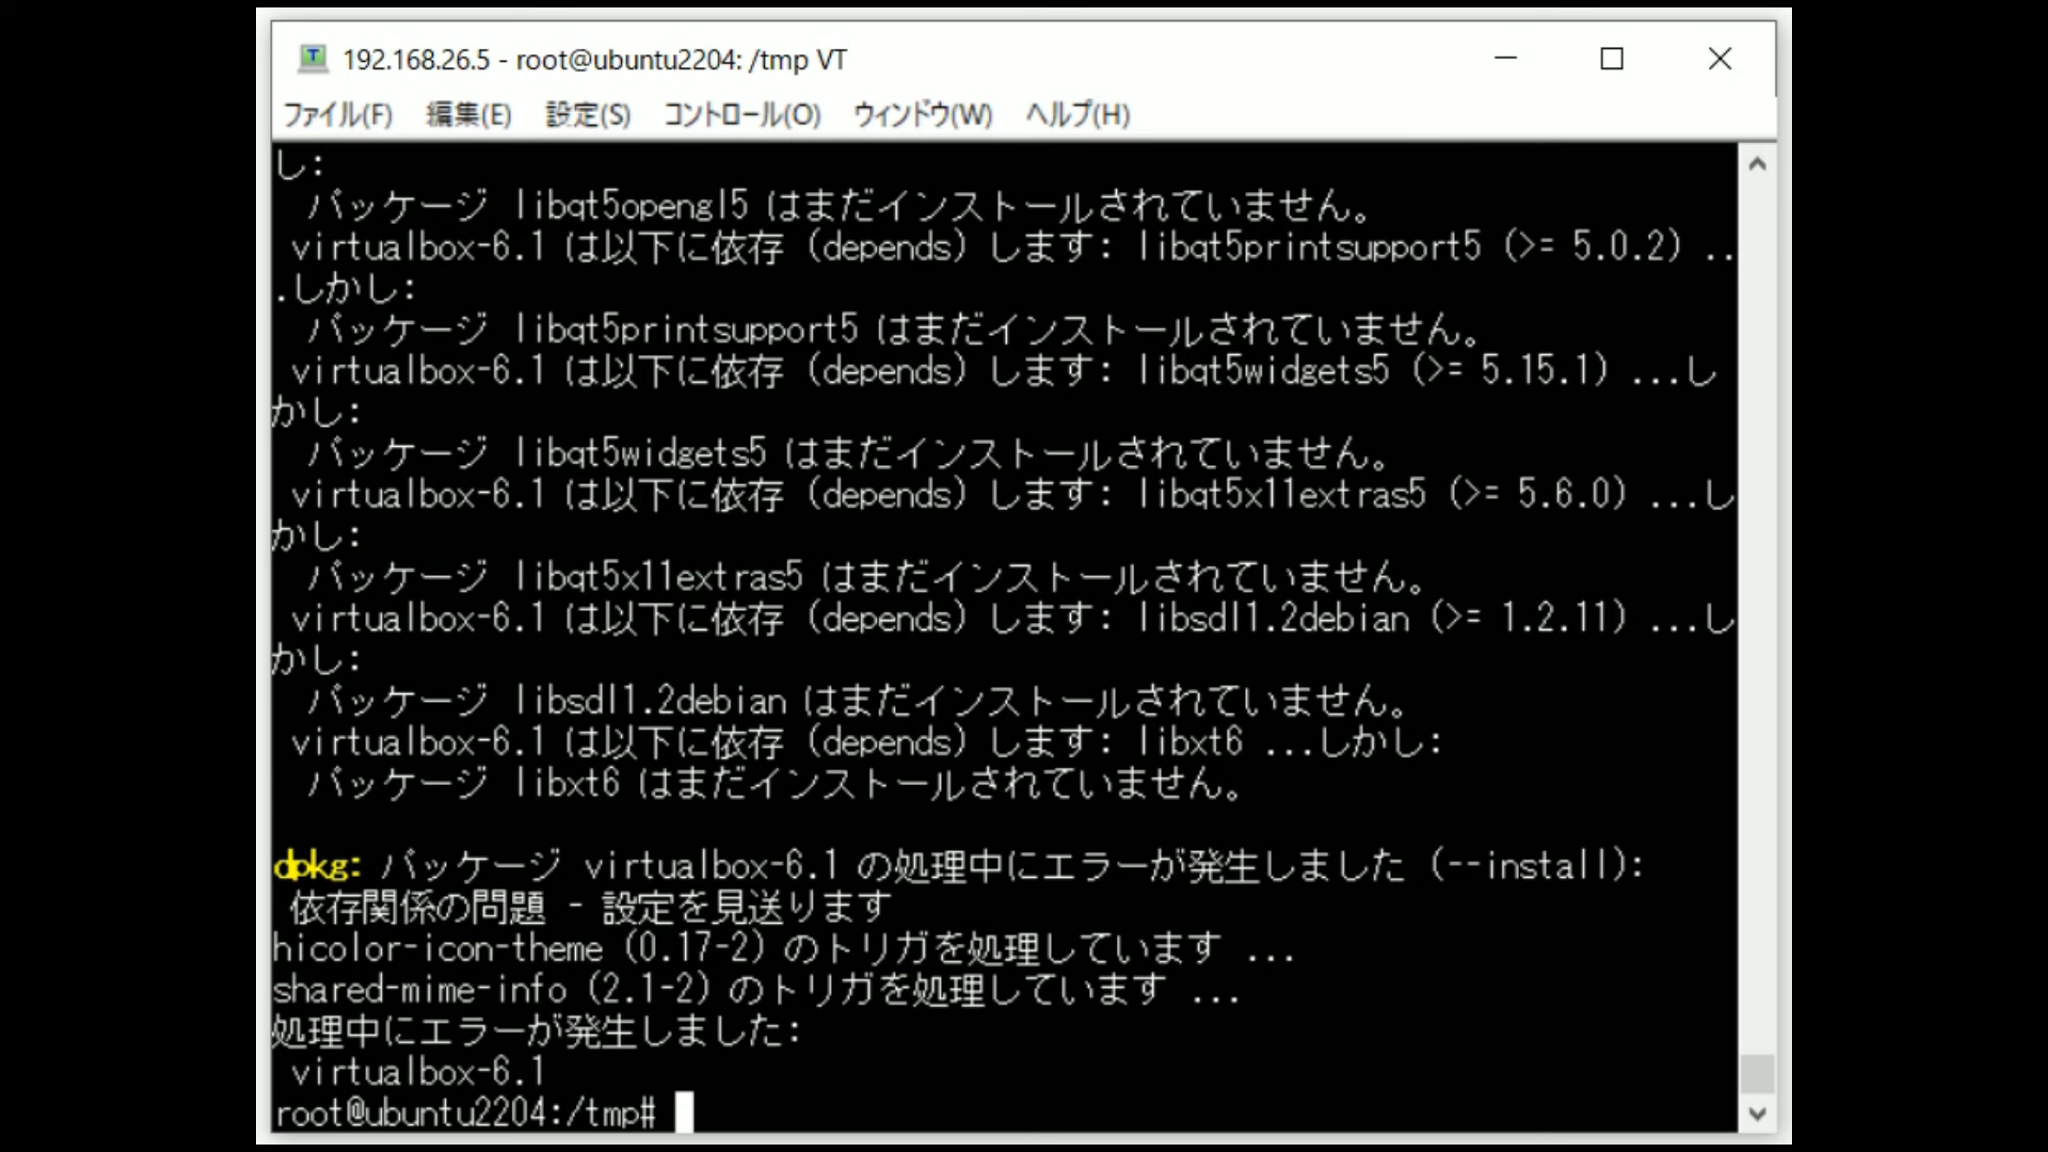 192.168.26.5 - root@ubuntu2204: /tmp VT
ファイル(F) 編集(E) 設定(S) コントロール(O) ウィンドウ(W) ヘルプ(H)
し:
  パッケージ libqt5opengl5 はまだインストールされていません。
 virtualbox-6.1 は以下に依存 (depends) します: libqt5printsupport5 (>= 5.0.2) ..
.しかし:
  パッケージ libqt5printsupport5 はまだインストールされていません。
 virtualbox-6.1 は以下に依存 (depends) します: libqt5widgets5 (>= 5.15.1) ...し
かし:
  パッケージ libqt5widgets5 はまだインストールされていません。
 virtualbox-6.1 は以下に依存 (depends) します: libqt5x11extras5 (>= 5.6.0) ...し
かし:
  パッケージ libqt5x11extras5 はまだインストールされていません。
 virtualbox-6.1 は以下に依存 (depends) します: libsdl1.2debian (>= 1.2.11) ...し
かし:
  パッケージ libsdl1.2debian はまだインストールされていません。
 virtualbox-6.1 は以下に依存 (depends) します: libxt6 ...しかし:
  パッケージ libxt6 はまだインストールされていません。
dpkg: パッケージ virtualbox-6.1 の処理中にエラーが発生しました (--install):
 依存関係の問題 - 設定を見送ります
hicolor-icon-theme (0.17-2) のトリガを処理しています ...
shared-mime-info (2.1-2) のトリガを処理しています ...
処理中にエラーが発生しました:
 virtualbox-6.1
root@ubuntu2204:/tmp#